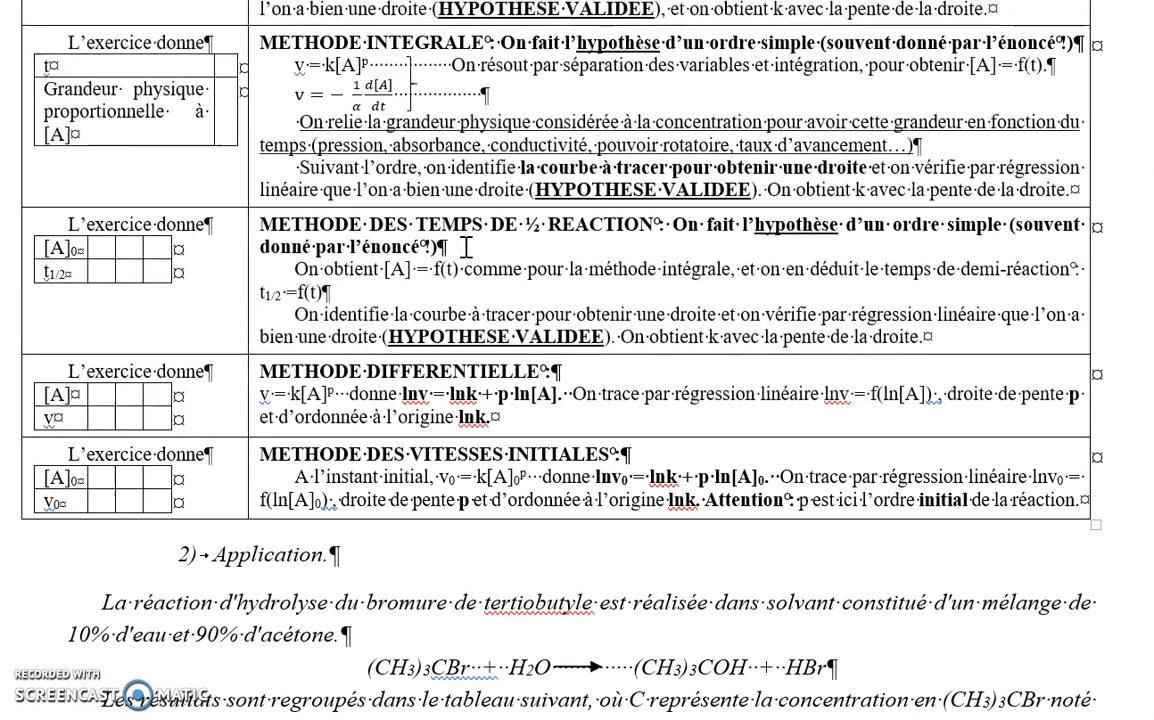 l'on a bien une droite (HYPOTHESE VALIDEE), et on obtient k avec la pente de la droite.¤
L'exercice donne¶
t¤
Grandeur physique
proportionnelle à
[A]¤
METHODE INTEGRALE : On fait l'hypothèse d'un ordre simple (souvent donné par l'énoncé !)¶
v = k[A]ᵖ On résout par séparation des variables et intégration, pour obtenir [A] = f(t).¶
v = − 1/α d[A]/dt ¶
On relie la grandeur physique considérée à la concentration pour avoir cette grandeur en fonction du
temps (pression, absorbance, conductivité, pouvoir rotatoire, taux d'avancement…)¶
Suivant l'ordre, on identifie la courbe à tracer pour obtenir une droite et on vérifie par régression
linéaire que l'on a bien une droite (HYPOTHESE VALIDEE). On obtient k avec la pente de la droite.¤
L'exercice donne¶
[A]₀¤
t₁/₂¤
METHODE DES TEMPS DE ½ REACTION : On fait l'hypothèse d'un ordre simple (souvent
donné par l'énoncé !)¶
On obtient [A] = f(t) comme pour la méthode intégrale, et on en déduit le temps de demi-réaction :
t₁/₂ =f(t)¶
On identifie la courbe à tracer pour obtenir une droite et on vérifie par régression linéaire que l'on a
bien une droite (HYPOTHESE VALIDEE). On obtient k avec la pente de la droite.¤
L'exercice donne¶
[A]¤
v¤
METHODE DIFFERENTIELLE :¶
v = k[A]ᵖ donne lnv = lnk + p ln[A]. On trace par régression linéaire lnv = f(ln[A]) , droite de pente p
et d'ordonnée à l'origine lnk.¤
L'exercice donne¶
[A]₀¤
v₀¤
METHODE DES VITESSES INITIALES :¶
A l'instant initial, v₀ = k[A]₀ᵖ donne lnv₀ = lnk + p ln[A]₀. On trace par régression linéaire lnv₀ =
f(ln[A]₀) , droite de pente p et d'ordonnée à l'origine lnk. Attention : p est ici l'ordre initial de la réaction.¤
2) → Application.¶
La réaction d'hydrolyse du bromure de tertiobutyle est réalisée dans solvant constitué d'un mélange de
10% d'eau et 90% d'acétone.¶
(CH₃)₃CBr + H₂O ⟶ (CH₃)₃COH + HBr¶
Les résultats sont regroupés dans le tableau suivant, où C représente la concentration en (CH₃)₃CBr noté
RECORDED WITH
SCREENCAST MATIC